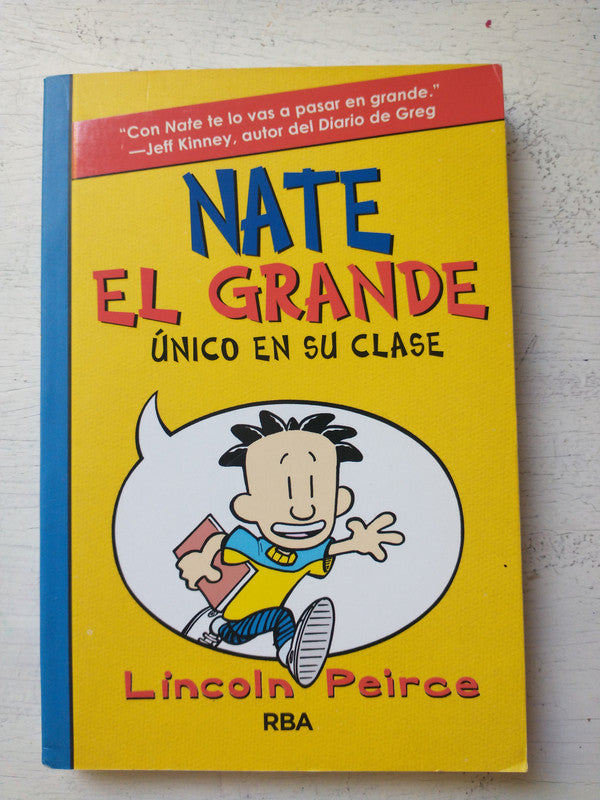 “Con Nate te lo vas a pasar en grande.”
—Jeff Kinney, autor del Diario de Greg
NATE
EL GRANDE
ÚNICO EN SU CLASE
Lincoln Peirce
RBA